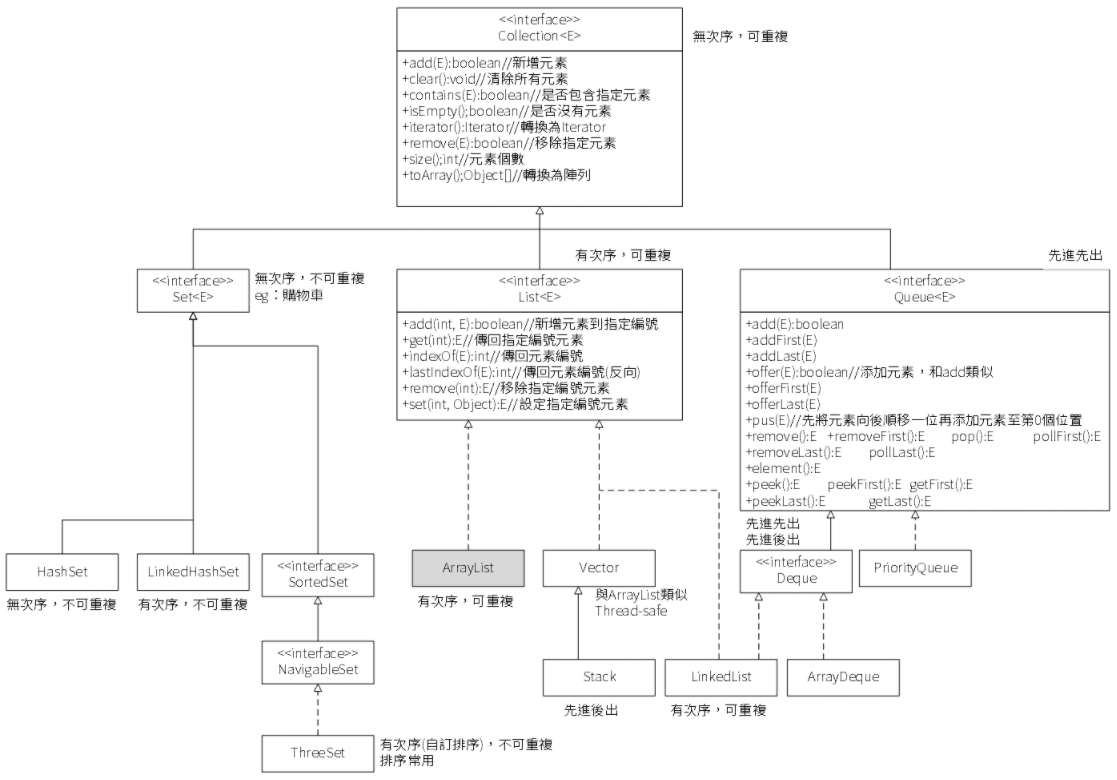 <<interface>>
Collection<E>
無次序，可重複
+add(E):boolean//新增元素
+clear():void//清除所有元素
+contains(E):boolean//是否包含指定元素
+isEmpty();boolean//是否沒有元素
+iterator():Iterator//轉換為Iterator
+remove(E):boolean//移除指定元素
+size();int//元素個數
+toArray();Object[]//轉換為陣列
<<interface>>
Set<E>
無次序，不可重複
eg：購物車
有次序，可重複
<<interface>>
List<E>
+add(int, E):boolean//新增元素到指定編號
+get(int):E//傳回指定編號元素
+indexOf(E):int//傳回元素編號
+lastIndexOf(E):int//傳回元素編號(反向)
+remove(int):E//移除指定編號元素
+set(int, Object):E//設定指定編號元素
先進先出
<<interface>>
Queue<E>
+add(E):boolean
+addFirst(E)
+addLast(E)
+offer(E):boolean//添加元素，和add類似
+offerFirst(E)
+offerLast(E)
+pus(E)//先將元素向後順移一位再添加元素至第0個位置
+remove():E +removeFirst():E pop():E pollFirst():E
+removeLast():E pollLast():E
+element():E
+peek():E peekFirst():E getFirst():E
+peekLast():E getLast():E
HashSet
無次序，不可重複
LinkedHashSet
有次序，不可重複
<<interface>>
SortedSet
<<interface>>
NavigableSet
ThreeSet
有次序(自訂排序)，不可重複
排序常用
ArrayList
有次序，可重複
Vector
與ArrayList類似
Thread-safe
Stack
先進後出
先進先出
先進後出
<<interface>>
Deque
PriorityQueue
LinkedList
有次序，可重複
ArrayDeque